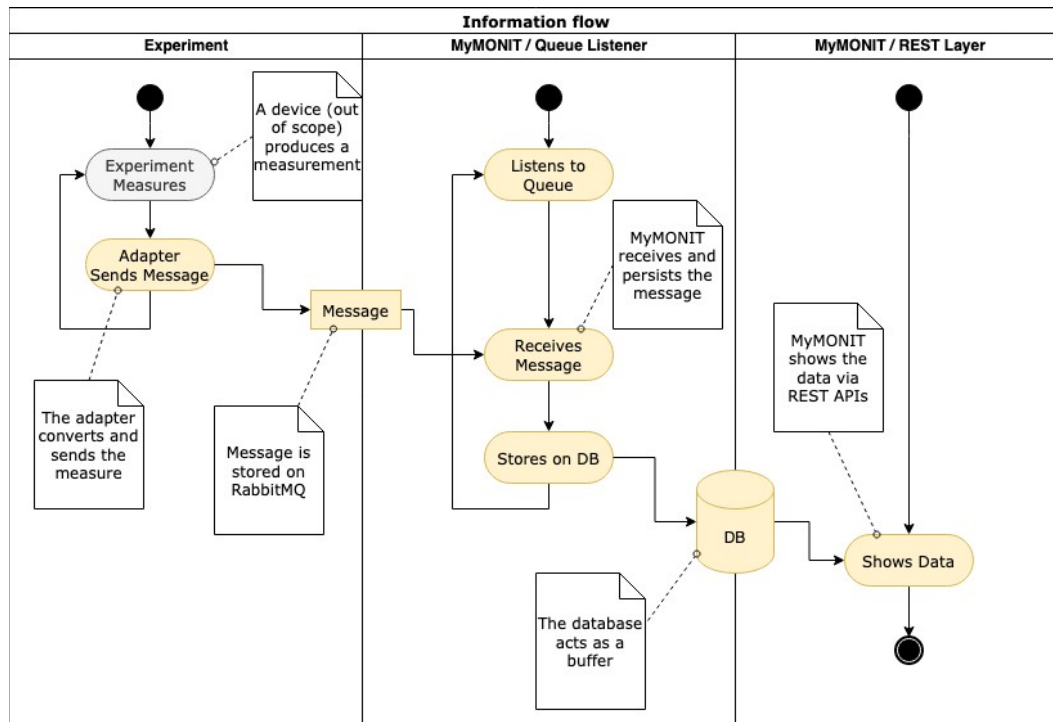 Information flow
Experiment
MyMONIT / Queue Listener
MyMONIT / REST Layer
A device (out
of scope)
produces a
measurement
Experiment
Measures
Adapter
Sends Message
Message
The adapter
converts and
sends the
measure
Message is
stored on
RabbitMQ
Listens to
Queue
MyMONIT
receives and
persists the
message
Receives
Message
Stores on DB
DB
The database
acts as a
buffer
MyMONIT
shows the
data via
REST APIs
Shows Data